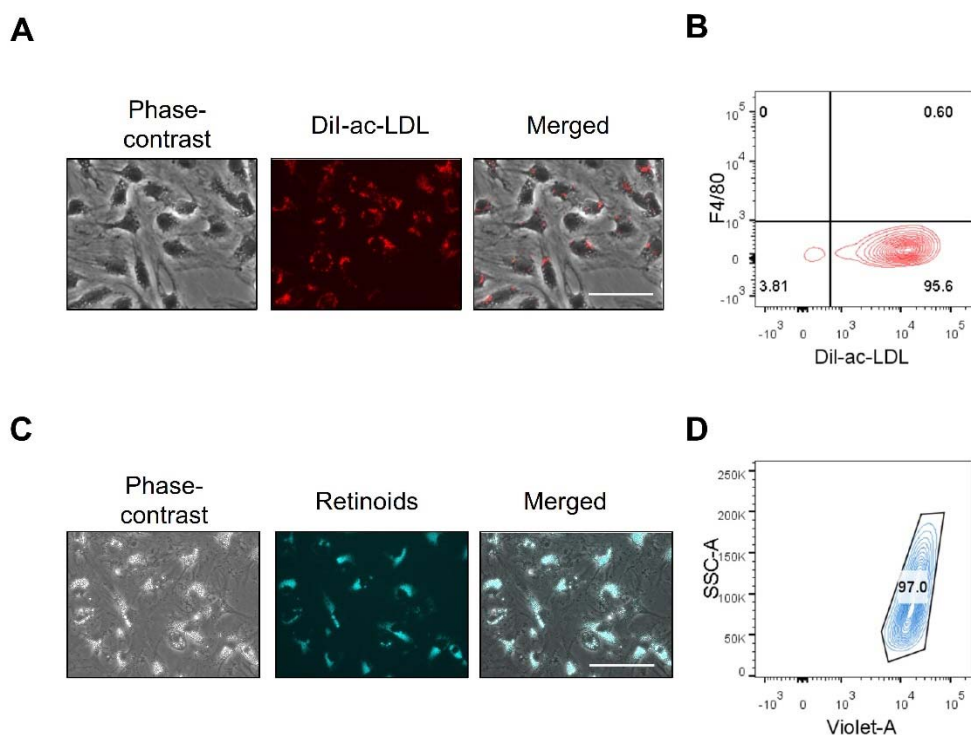 A
Phase-
contrast
Dil-ac-LDL
Merged
B
0
0.60
10^5
10^4
10^3
0
-10^3
F4/80
3.81
95.6
-10^3 0 10^3 10^4 10^5
Dil-ac-LDL
C
Phase-
contrast
Retinoids
Merged
D
250K
200K
150K
100K
50K
0
SSC-A
97.0
-10^3 0 10^3 10^4 10^5
Violet-A